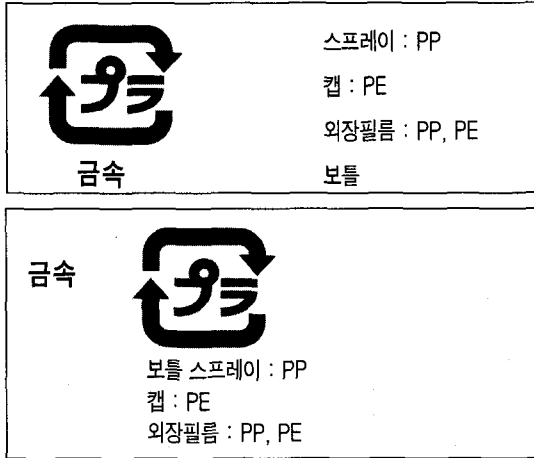 プラ
금속
스프레이 : PP
캡 : PE
외장필름 : PP, PE
보틀
금속
プラ
보틀 스프레이 : PP
캡 : PE
외장필름 : PP, PE